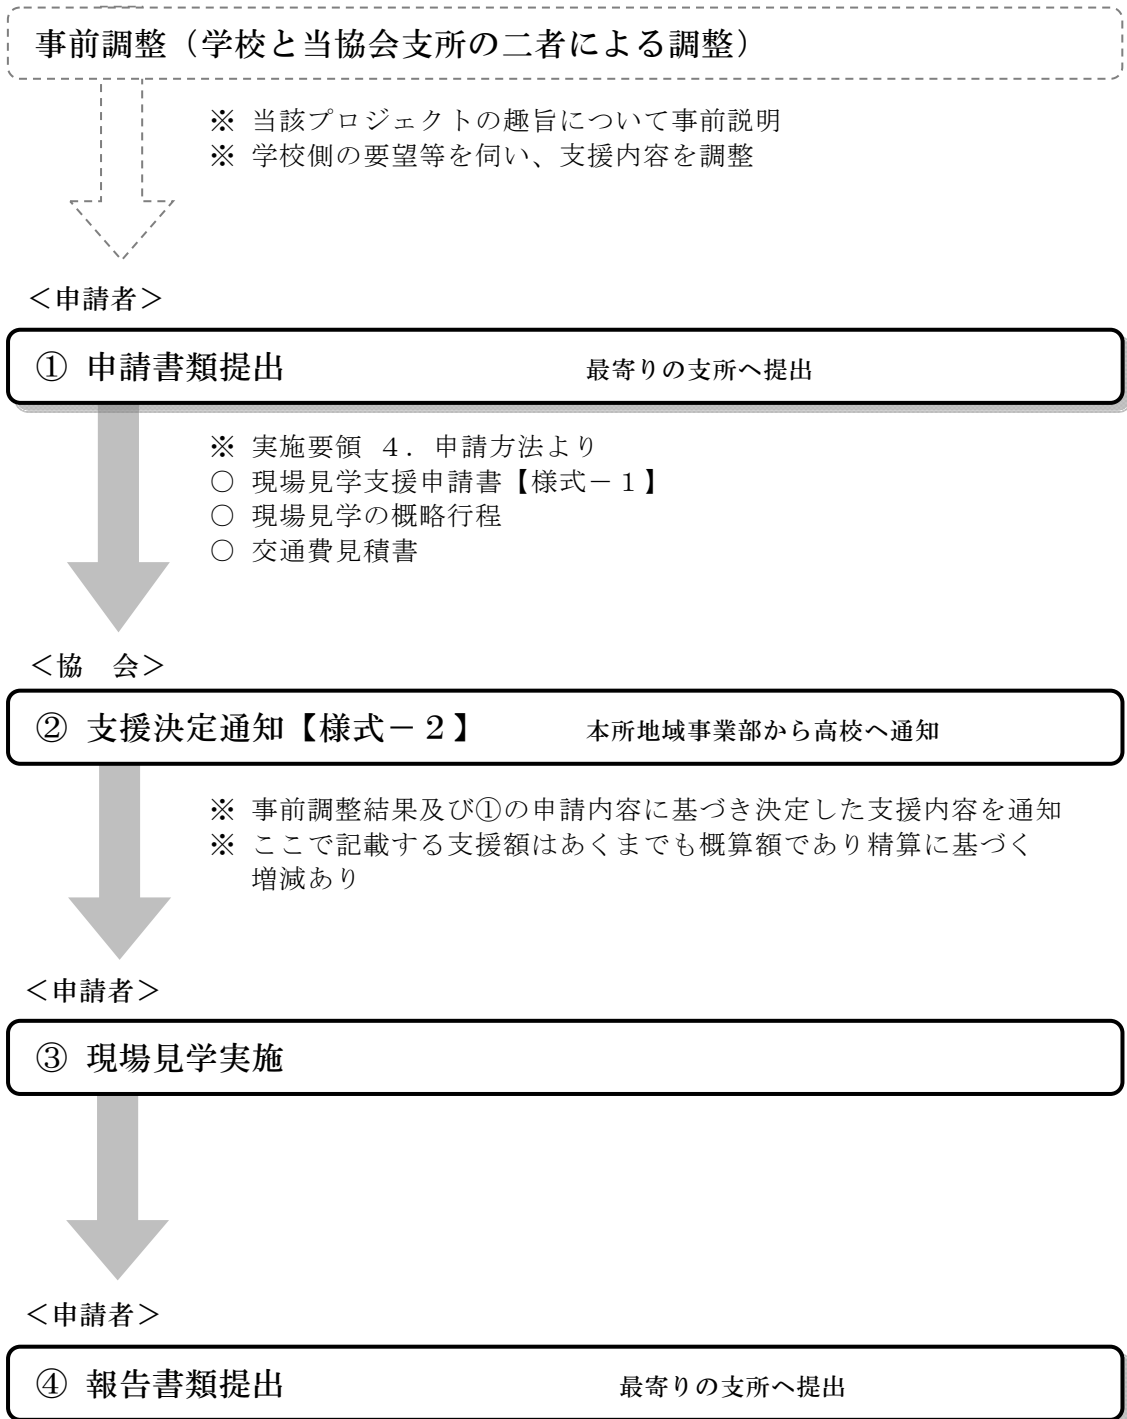 事前調整（学校と当協会支所の二者による調整）
※ 当該プロジェクトの趣旨について事前説明
※ 学校側の要望等を伺い、支援内容を調整
＜申請者＞
① 申請書類提出 最寄りの支所へ提出
※ 実施要領 ４．申請方法より
○ 現場見学支援申請書【様式－１】
○ 現場見学の概略行程
○ 交通費見積書
＜協　会＞
② 支援決定通知【様式－２】 本所地域事業部から高校へ通知
※ 事前調整結果及び①の申請内容に基づき決定した支援内容を通知
※ ここで記載する支援額はあくまでも概算額であり精算に基づく
増減あり
＜申請者＞
③ 現場見学実施
＜申請者＞
④ 報告書類提出 最寄りの支所へ提出